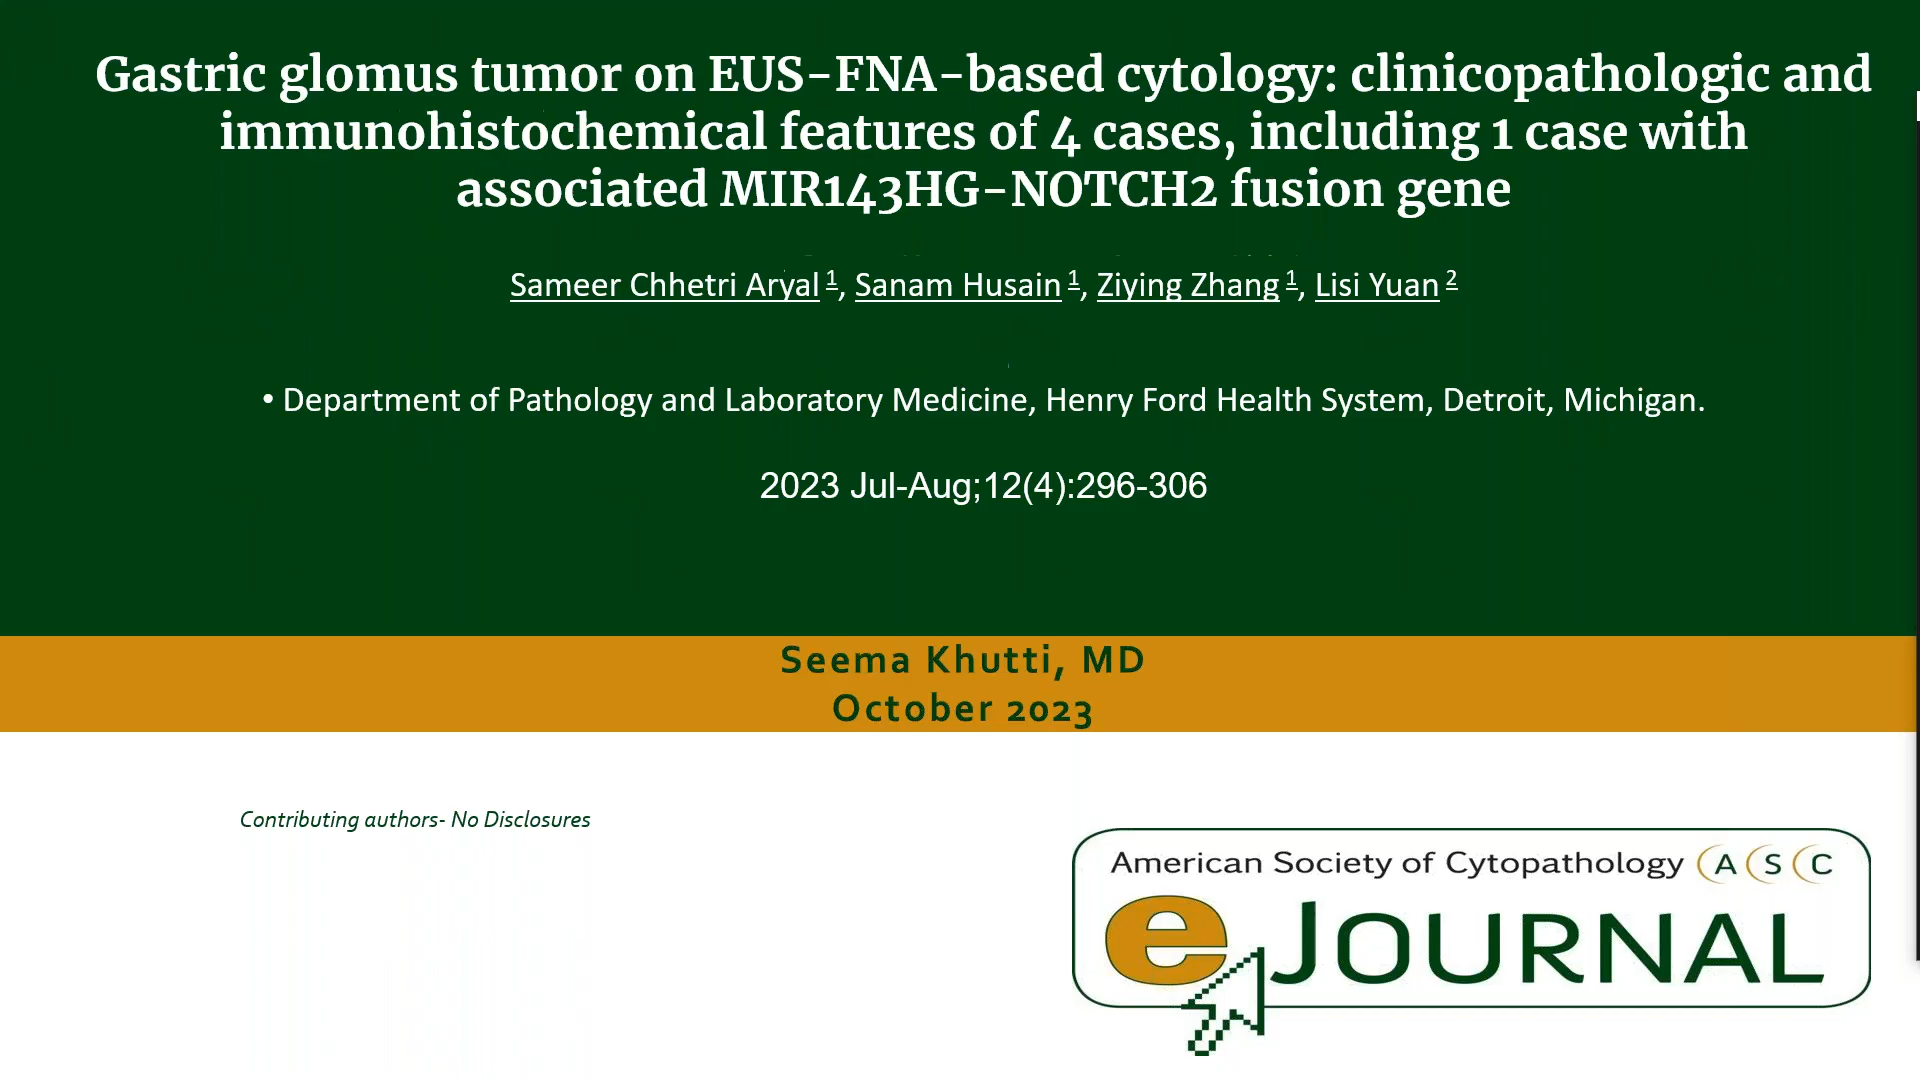 Gastric glomus tumor on EUS-FNA-based cytology: clinicopathologic and
immunohistochemical features of 4 cases, including 1 case with
associated MIR143HG-NOTCH2 fusion gene
Sameer Chhetri Aryal 1, Sanam Husain 1, Ziying Zhang 1, Lisi Yuan 2
• Department of Pathology and Laboratory Medicine, Henry Ford Health System, Detroit, Michigan.
2023 Jul-Aug;12(4):296-306
Seema Khutti, MD
October 2023
Contributing authors- No Disclosures
American Society of Cytopathology ASC
eJOURNAL